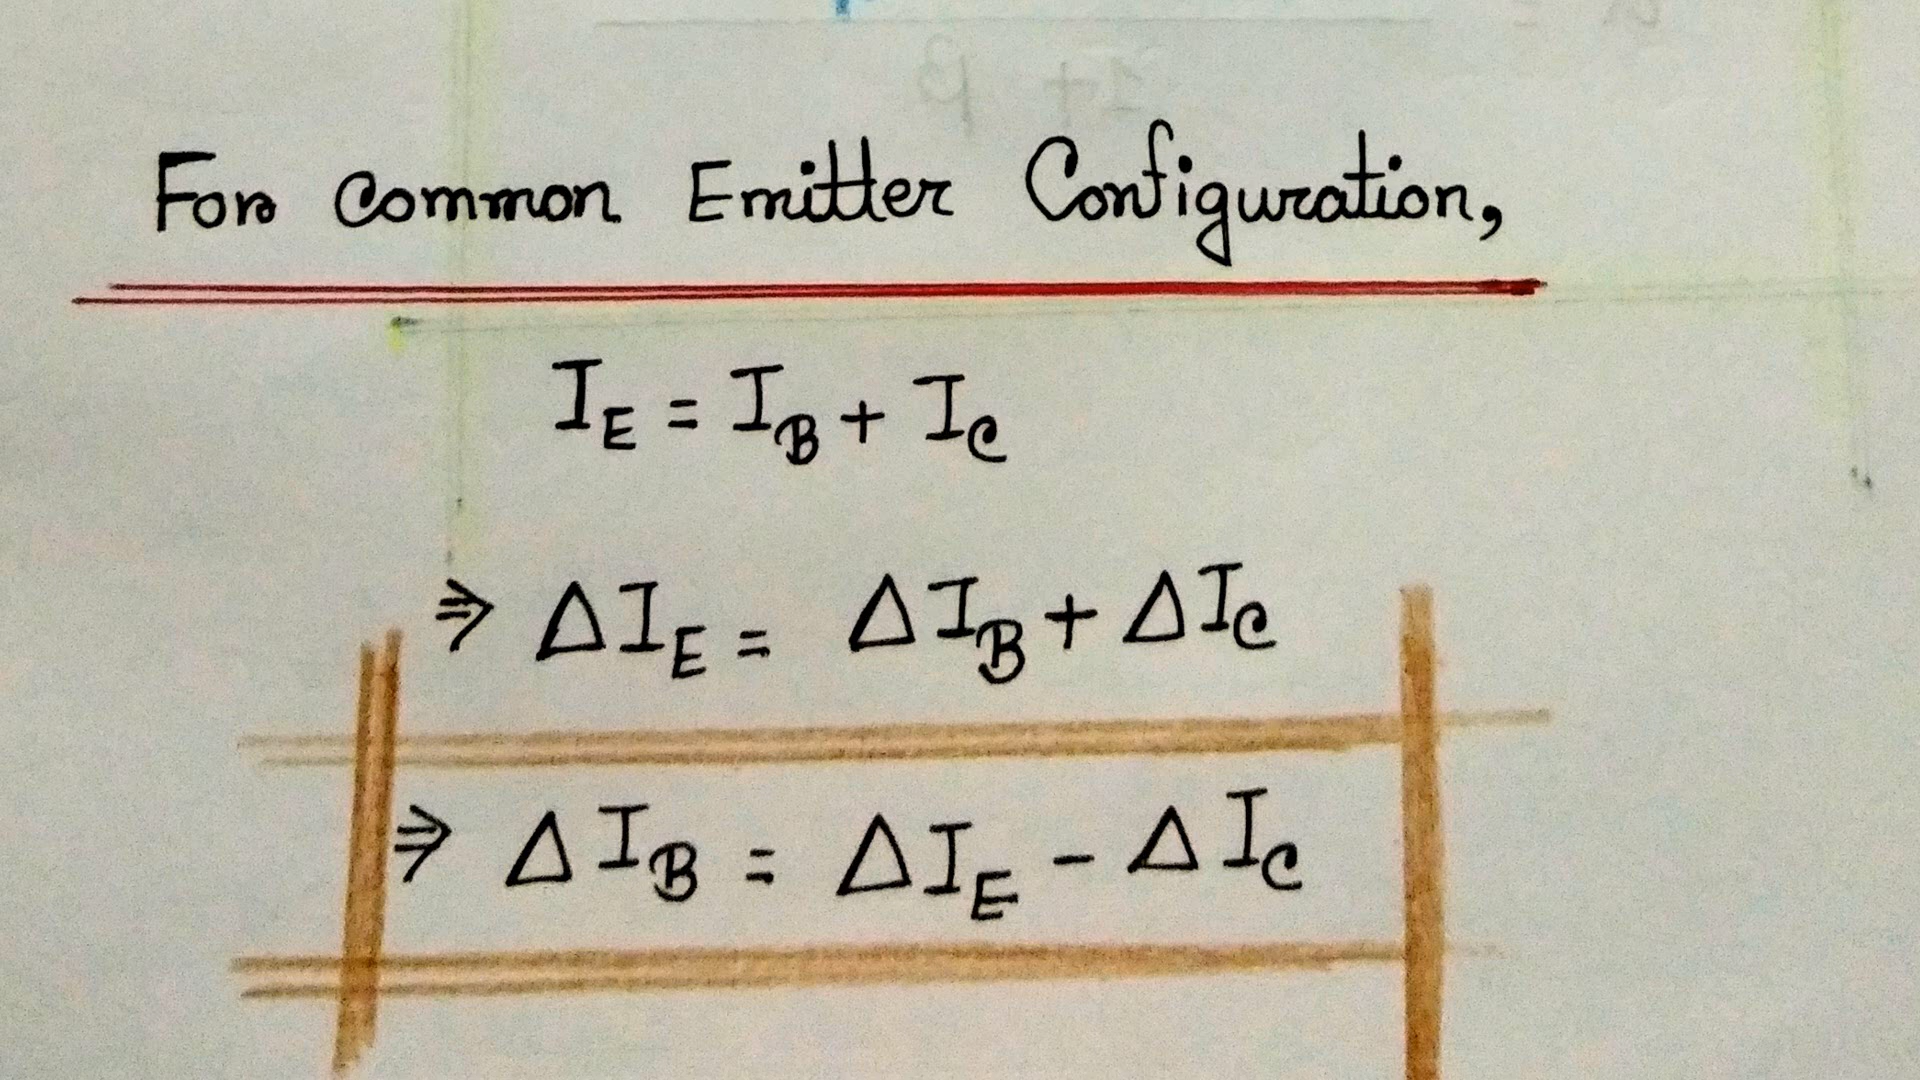 For Common Emitter Configuration,
I_E = I_B + I_C
⇒ ΔI_E = ΔI_B + ΔI_C
⇒ ΔI_B = ΔI_E - ΔI_C